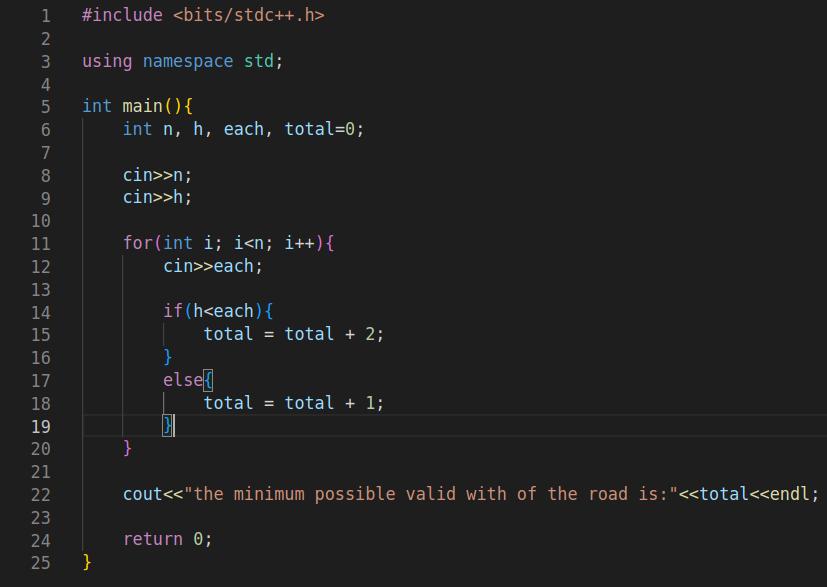 1 #include <bits/stdc++.h>
2
3 using namespace std;
4
5 int main(){
6     int n, h, each, total=0;
7
8     cin>>n;
9     cin>>h;
10
11     for(int i; i<n; i++){
12         cin>>each;
13
14         if(h<each){
15             total = total + 2;
16         }
17         else{
18             total = total + 1;
19         }
20     }
21
22     cout<<"the minimum possible valid with of the road is:"<<total<<endl;
23
24     return 0;
25 }